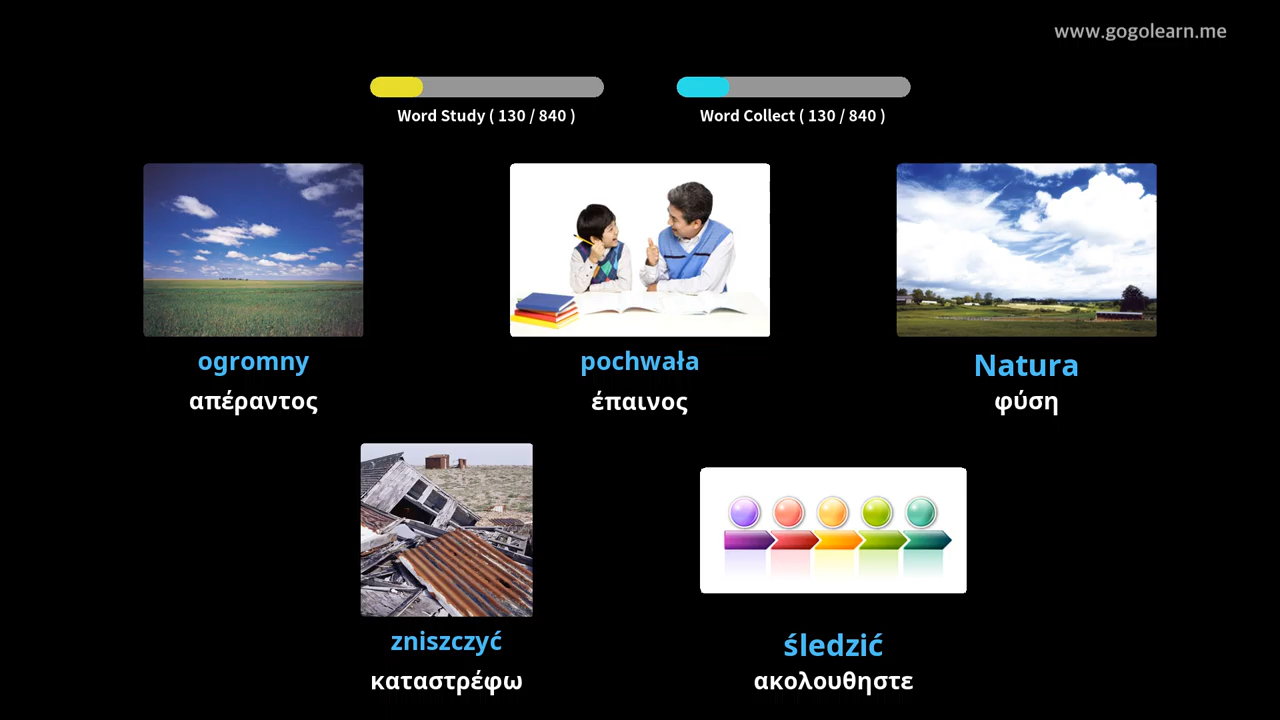 www.gogolearn.me
Word Study ( 130 / 840 )
Word Collect ( 130 / 840 )
ogromny
απέραντος
pochwała
έπαινος
Natura
φύση
zniszczyć
καταστρέφω
śledzić
ακολουθηστε